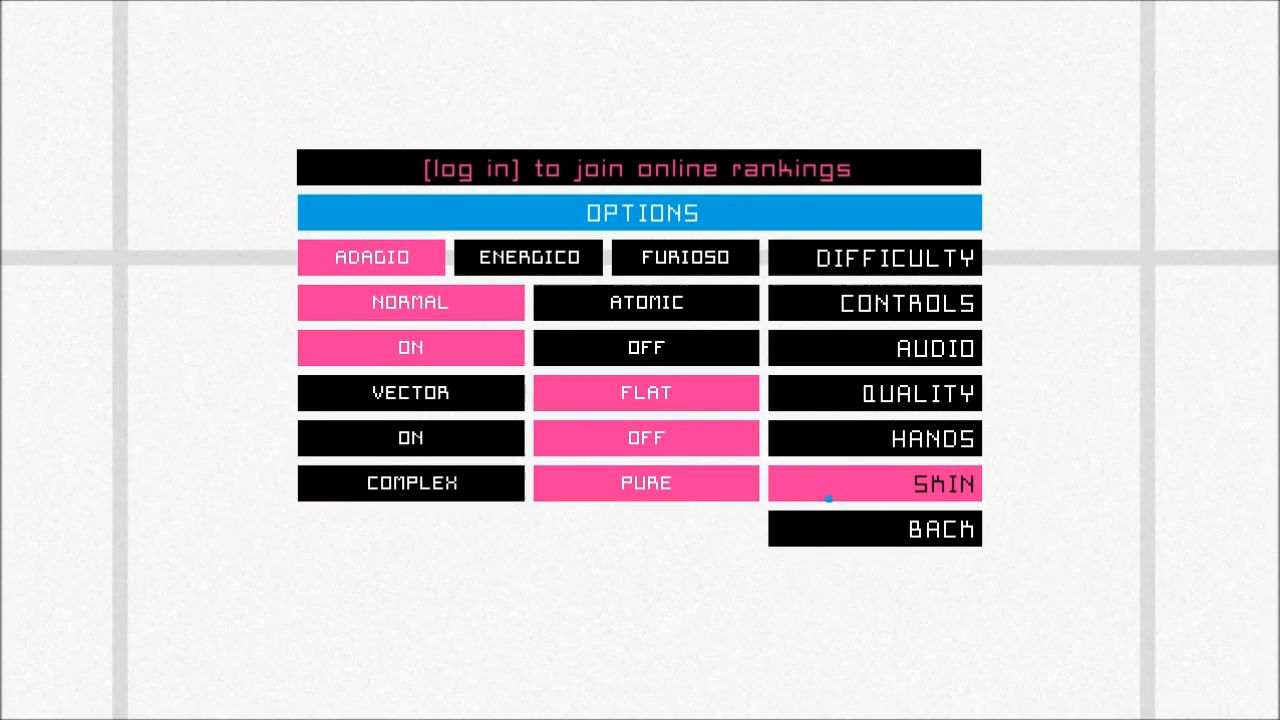 [log in] to join online rankings
OPTIONS
ADAGIO ENERGICO FURIOSO DIFFICULTY
NORMAL ATOMIC CONTROLS
ON OFF AUDIO
VECTOR FLAT QUALITY
ON OFF HANDS
COMPLEX PURE SKIN
BACK